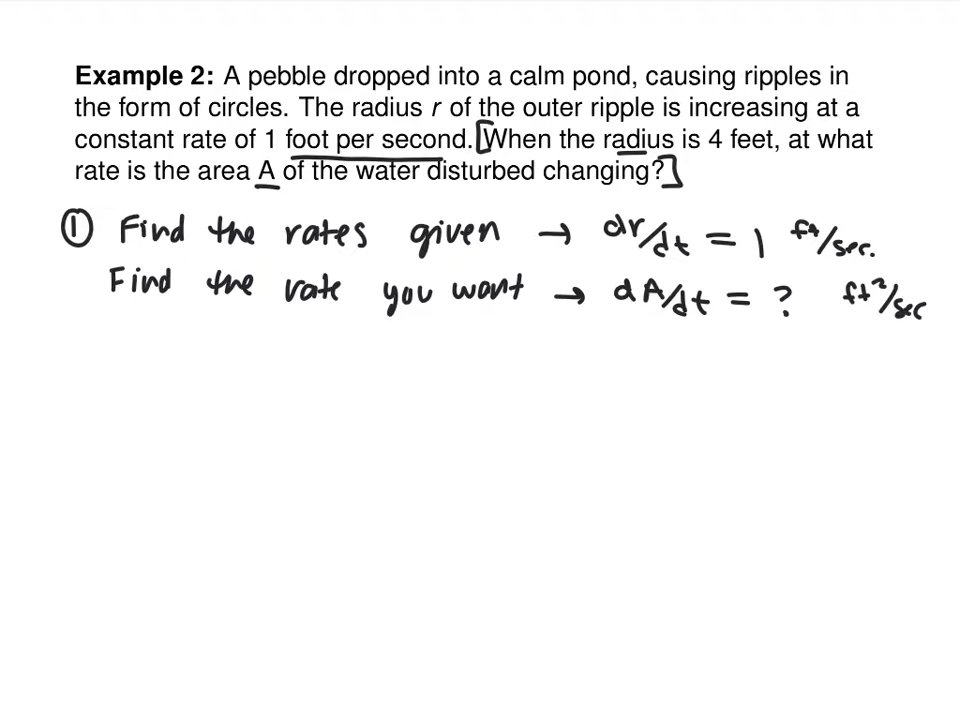 Example 2: A pebble dropped into a calm pond, causing ripples in
the form of circles. The radius r of the outer ripple is increasing at a
constant rate of 1 foot per second. [When the radius is 4 feet, at what
rate is the area A of the water disturbed changing?]
① Find the rates given → dr/dt = 1 ft/sec.
Find the rate you want → dA/dt = ? ft²/sec